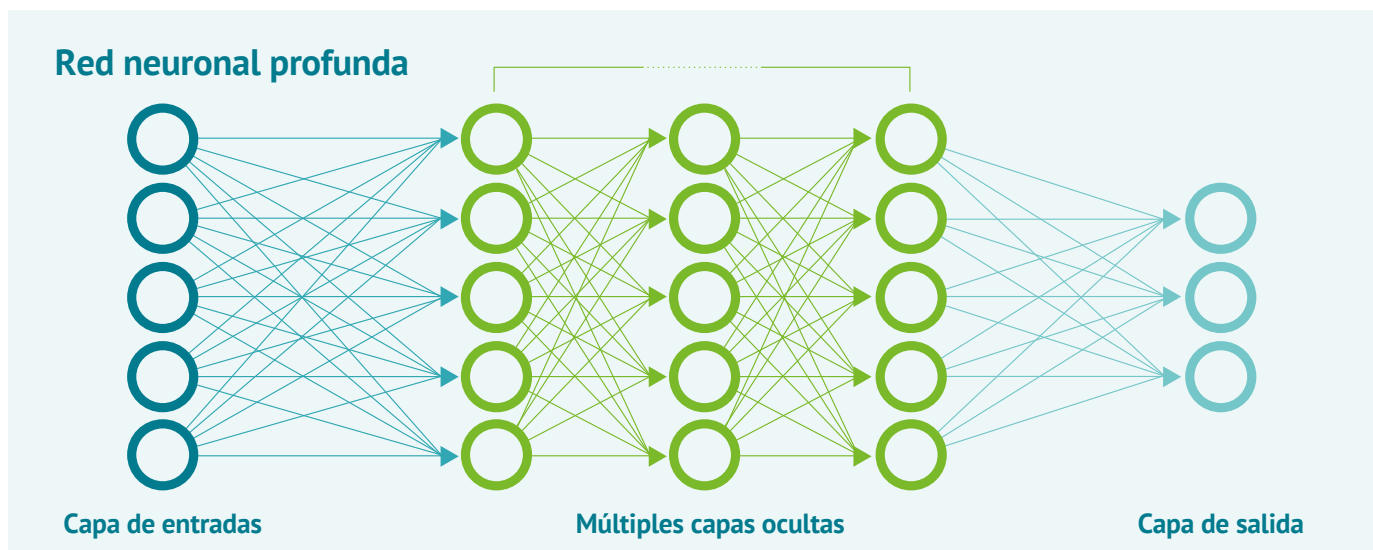 Red neuronal profunda
Capa de entradas
Múltiples capas ocultas
Capa de salida